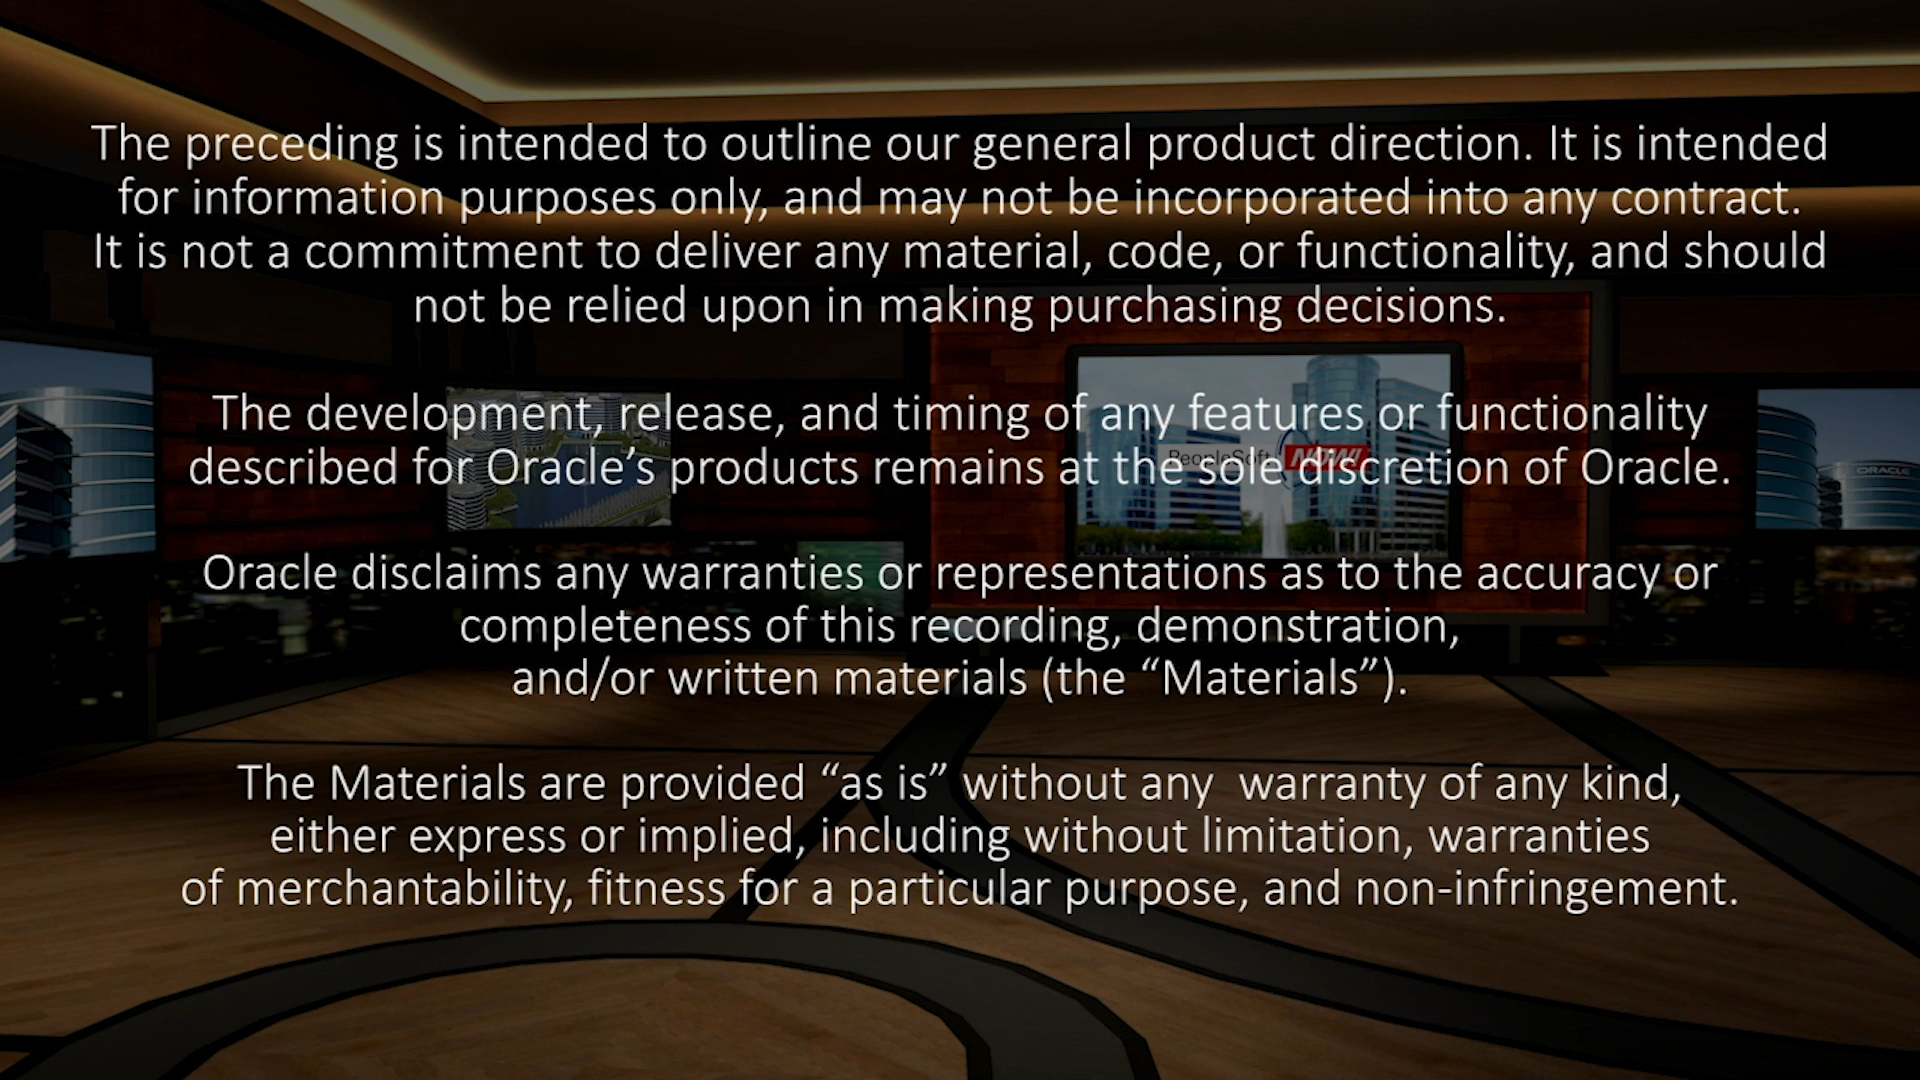 The preceding is intended to outline our general product direction. It is intended
for information purposes only, and may not be incorporated into any contract.
It is not a commitment to deliver any material, code, or functionality, and should
not be relied upon in making purchasing decisions.
The development, release, and timing of any features or functionality
described for Oracle’s products remains at the sole discretion of Oracle.
PeopleSoft NOW!
ORACLE
Oracle disclaims any warranties or representations as to the accuracy or
completeness of this recording, demonstration,
and/or written materials (the “Materials”).
The Materials are provided “as is” without any  warranty of any kind,
either express or implied, including without limitation, warranties
of merchantability, fitness for a particular purpose, and non-infringement.